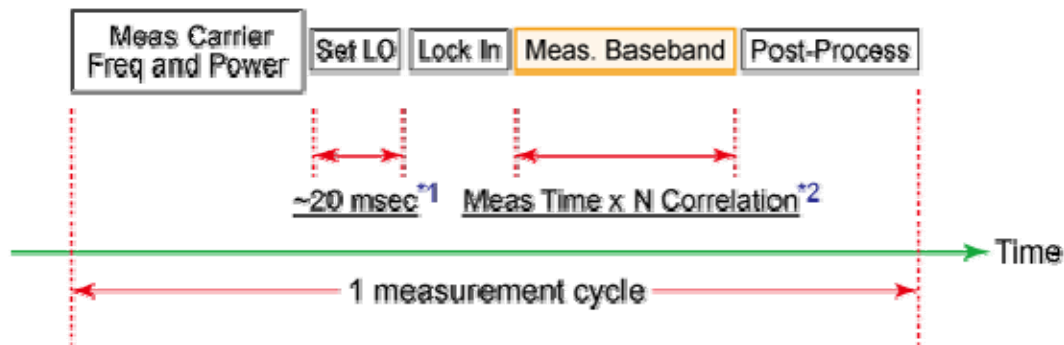 Meas Carrier
Freq and Power
Set LO
Lock In
Meas. Baseband
Post-Process
~20 msec*1
Meas Time x N Correlation*2
Time
1 measurement cycle